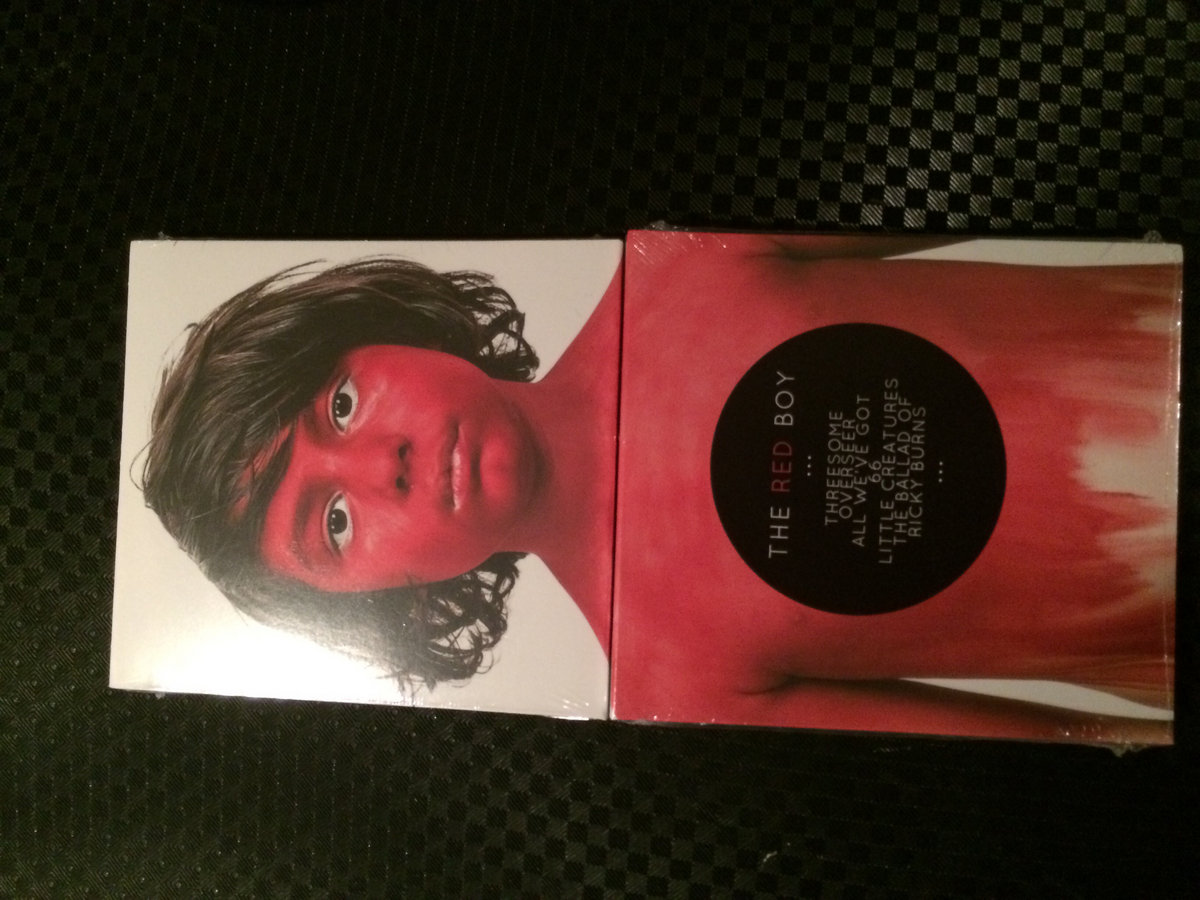 THE RED BOY
...
THREESOME
OVERSEER
ALL WE'VE GOT
66
LITTLE CREATURES
THE BALLAD OF
RICKY BURNS
...